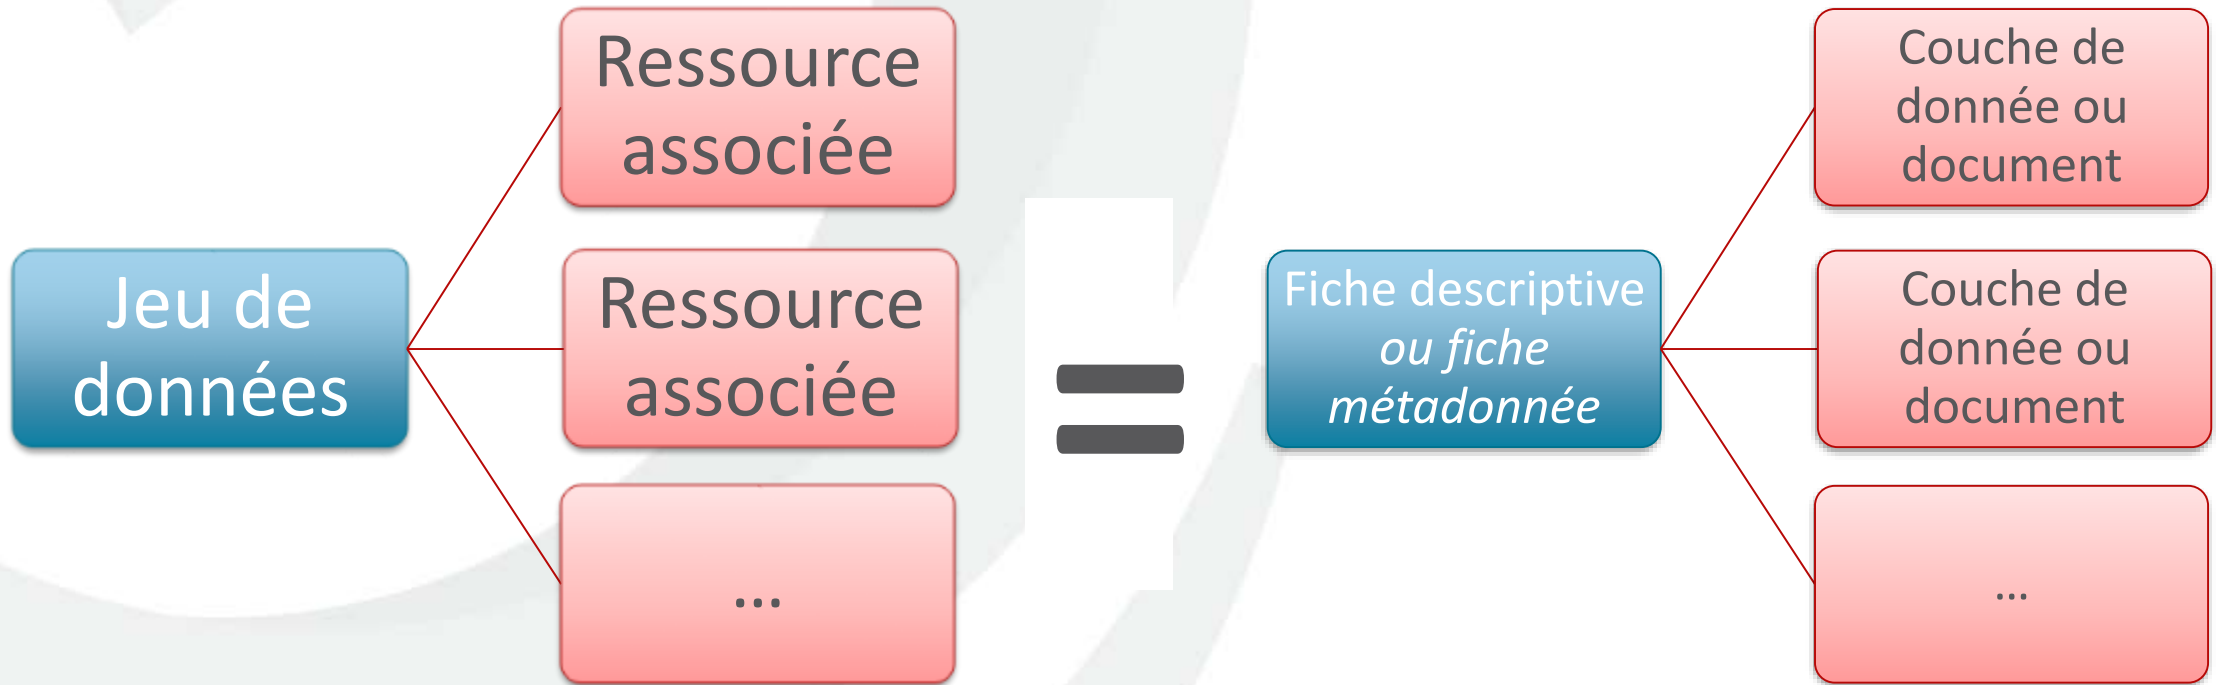 Ressource
associée
Jeu de
données
Ressource
associée
...
=
Couche de
donnée ou
document
Fiche descriptive
ou fiche
métadonnée
Couche de
donnée ou
document
...